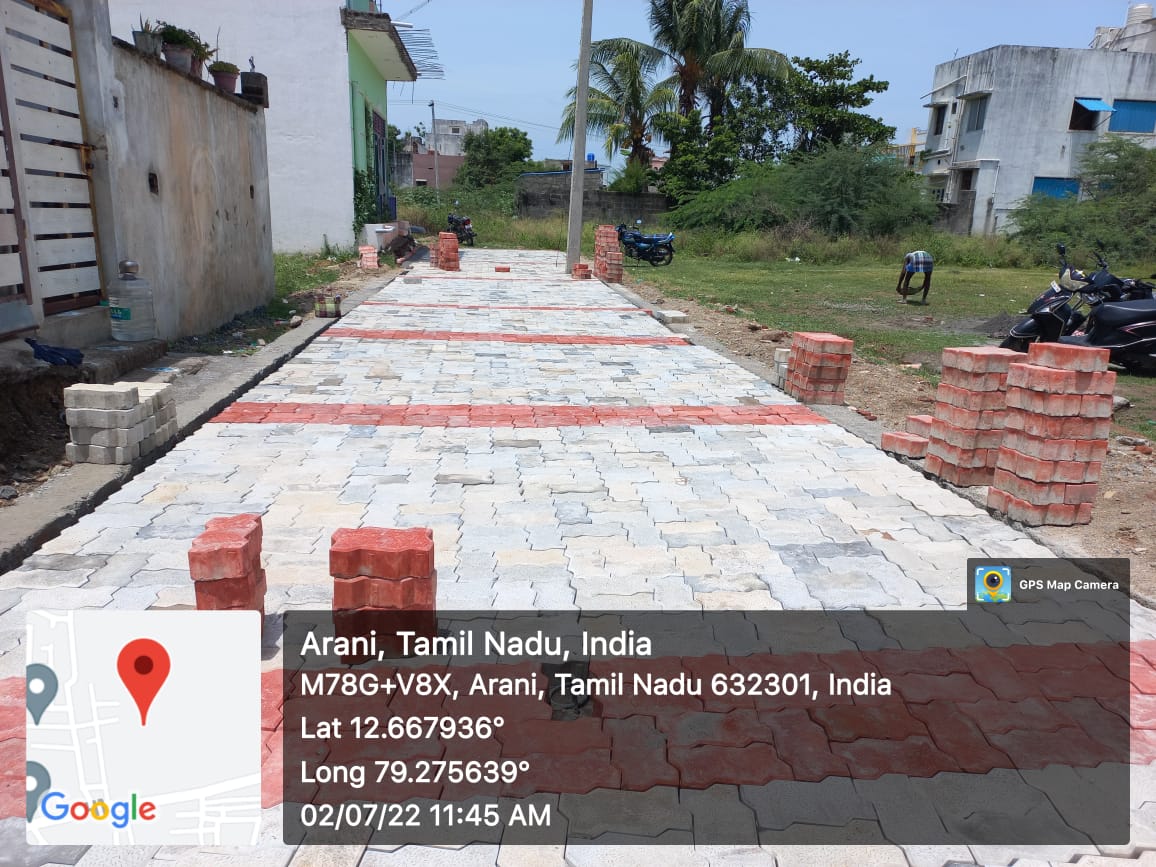 GPS Map Camera
Arani, Tamil Nadu, India
M78G+V8X, Arani, Tamil Nadu 632301, India
Lat 12.667936°
Long 79.275639°
02/07/22 11:45 AM
Google